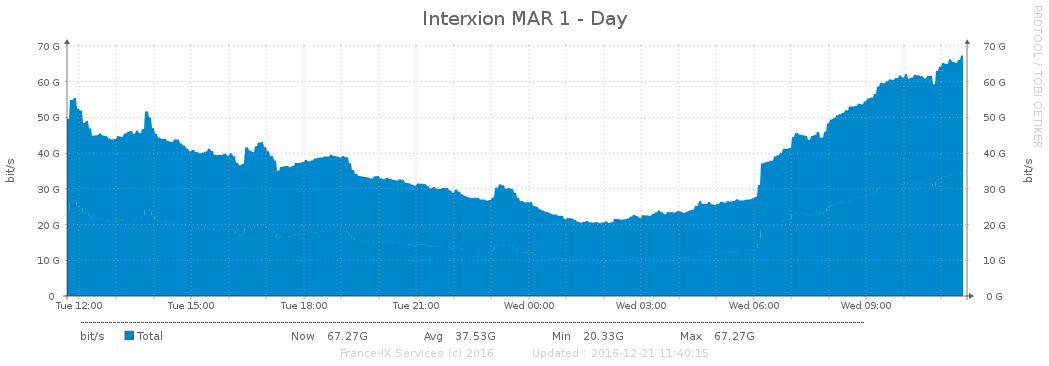 Interxion MAR 1 - Day
RRDTOOL / TOBI OETIKER
bit/s
70 G 70 G
60 G 60 G
50 G 50 G
40 G 40 G
30 G 30 G
20 G 20 G
10 G 10 G
0 0 G
bit/s
Tue 12:00 Tue 15:00 Tue 18:00 Tue 21:00 Wed 00:00 Wed 03:00 Wed 06:00 Wed 09:00
bit/s Total Now 67.27G Avg 37.53G Min 20.33G Max 67.27G
France-IX Services (c) 2016 Updated : 2016-12-21 11:40:15